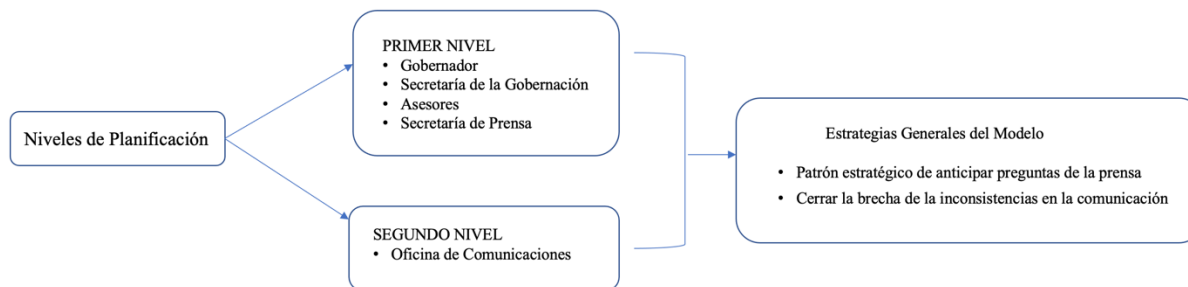 Niveles de Planificación
PRIMER NIVEL
• Gobernador
• Secretaría de la Gobernación
• Asesores
• Secretaría de Prensa
SEGUNDO NIVEL
• Oficina de Comunicaciones
Estrategias Generales del Modelo
• Patrón estratégico de anticipar preguntas de la prensa
• Cerrar la brecha de la inconsistencias en la comunicación